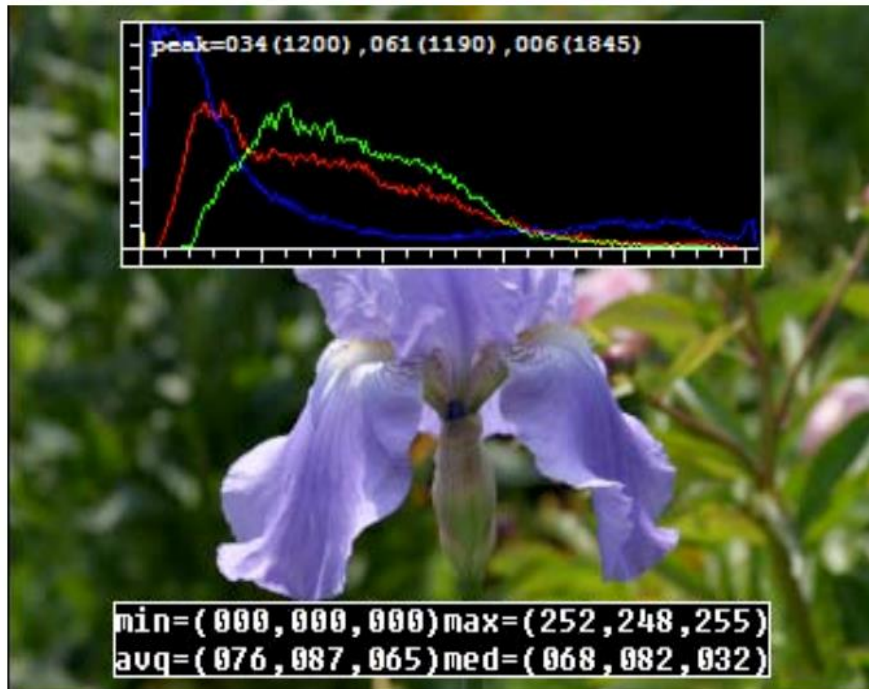 peak=034(1200),061(1190),006(1845)
min=(000,000,000)max=(252,248,255)
avq=(076,087,065)med=(068,082,032)